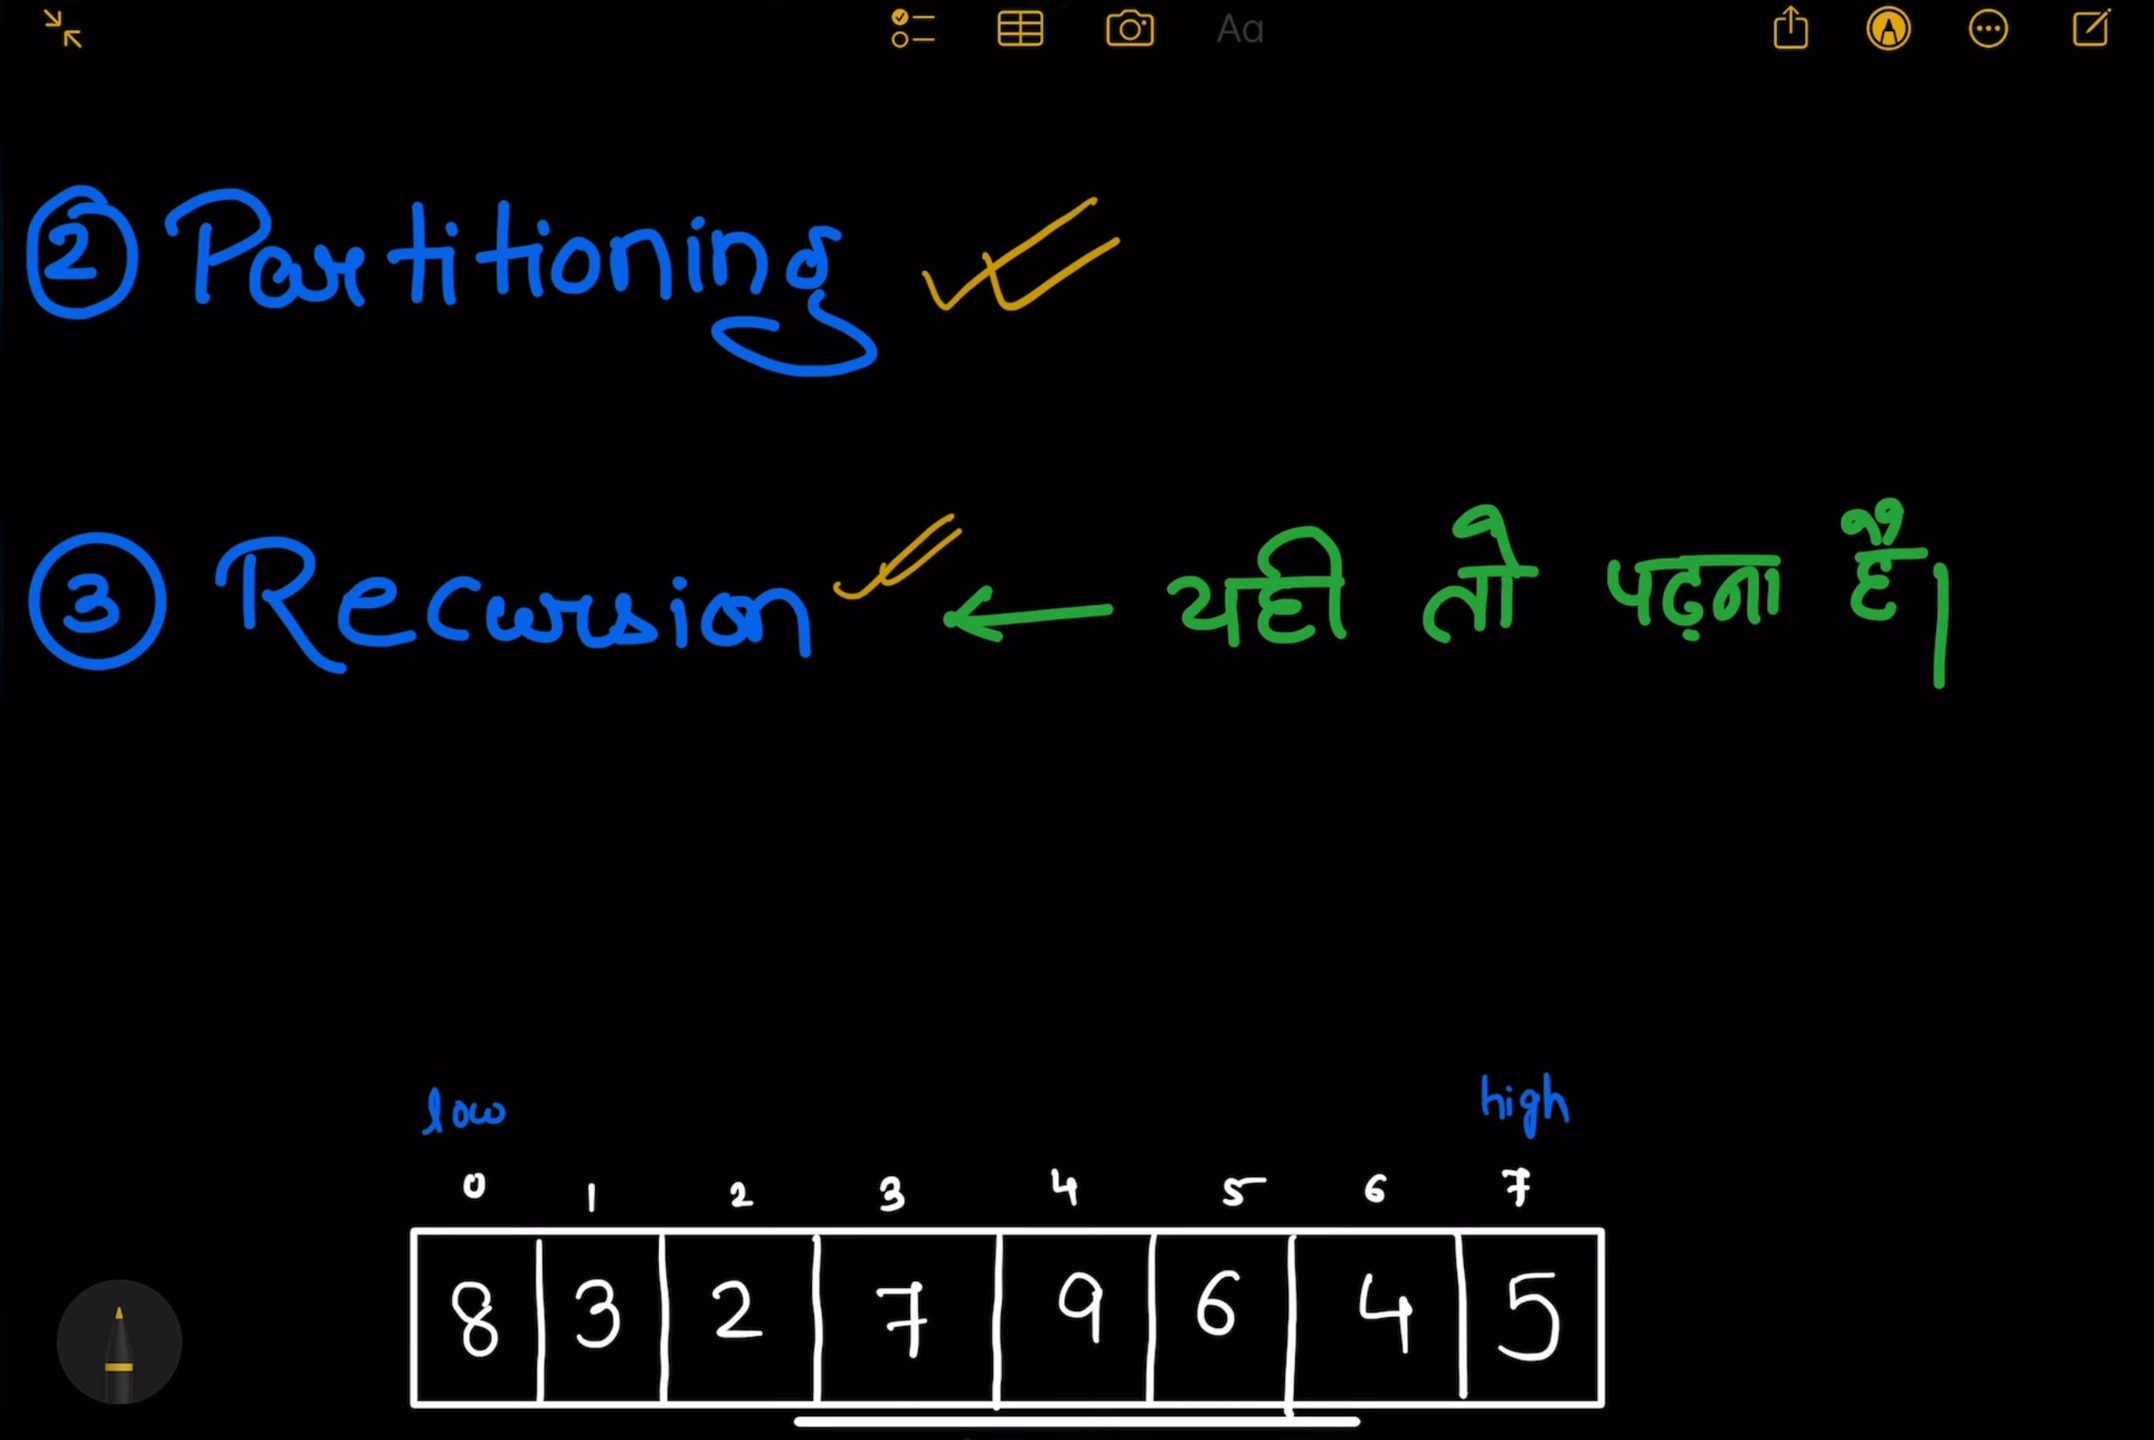 Aa
② Partitioning
③ Recursion ← यही तो पढ़ना है।
low high
0 1 2 3 4 5 6 7
8 3 2 7 9 6 4 5